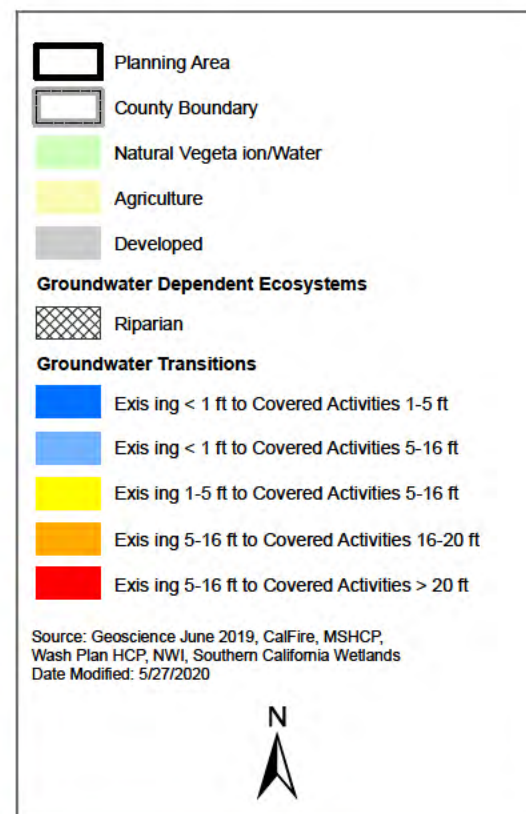 Planning Area
County Boundary
Natural Vegeta ion/Water
Agriculture
Developed
Groundwater Dependent Ecosystems
Riparian
Groundwater Transitions
Exis ing < 1 ft to Covered Activities 1-5 ft
Exis ing < 1 ft to Covered Activities 5-16 ft
Exis ing 1-5 ft to Covered Activities 5-16 ft
Exis ing 5-16 ft to Covered Activities 16-20 ft
Exis ing 5-16 ft to Covered Activities > 20 ft
Source: Geoscience June 2019, CalFire, MSHCP,
Wash Plan HCP, NWI, Southern California Wetlands
Date Modified: 5/27/2020
N